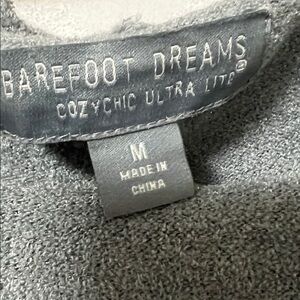 BAREFOOT DREAMS®
COZYCHIC ULTRA LITE
M
MADE IN
CHINA